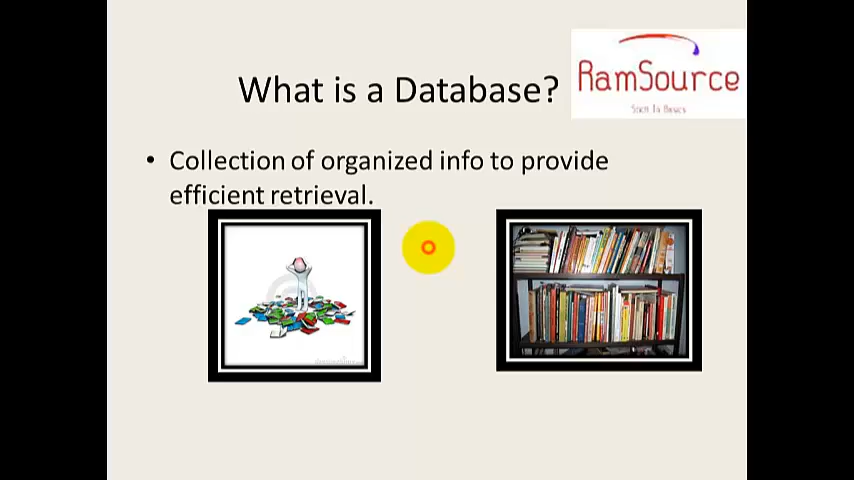 What is a Database?
RamSource
• Collection of organized info to provide
efficient retrieval.